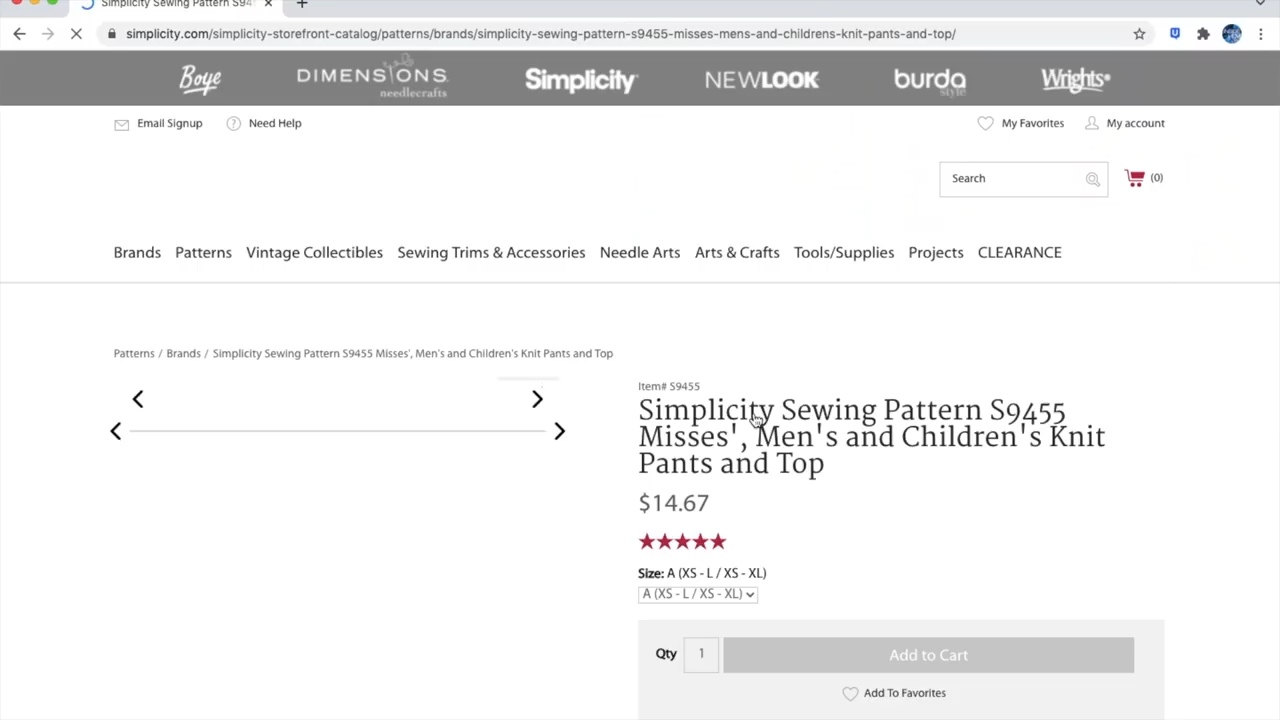 Simplicity Sewing Pattern S94
simplicity.com/simplicity-storefront-catalog/patterns/brands/simplicity-sewing-pattern-s9455-misses-mens-and-childrens-knit-pants-and-top/
Boye DIMENSIONS needlecrafts Simplicity NEWLOOK burda style Wrights
Email Signup Need Help My Favorites My account
Search (0)
Brands Patterns Vintage Collectibles Sewing Trims & Accessories Needle Arts Arts & Crafts Tools/Supplies Projects CLEARANCE
Patterns / Brands / Simplicity Sewing Pattern S9455 Misses', Men's and Children's Knit Pants and Top
Item# S9455
Simplicity Sewing Pattern S9455
Misses', Men's and Children's Knit
Pants and Top
$14.67
Size: A (XS - L / XS - XL)
A (XS - L / XS - XL)
Qty 1 Add to Cart
Add To Favorites